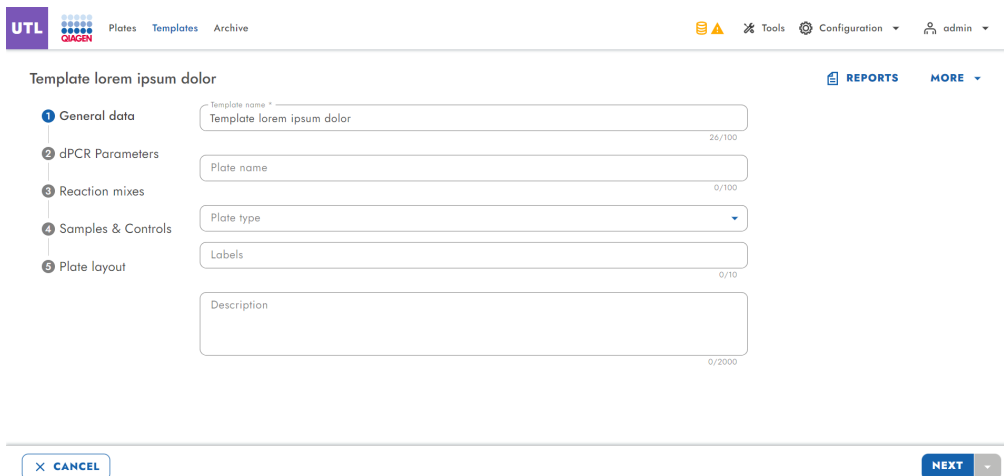 UTL QIAGEN Plates Templates Archive Tools Configuration admin
Template lorem ipsum dolor REPORTS MORE
1 General data
2 dPCR Parameters
3 Reaction mixes
4 Samples & Controls
5 Plate layout
Template name *
Template lorem ipsum dolor
26/100
Plate name
0/100
Plate type
Labels
0/10
Description
0/2000
CANCEL NEXT